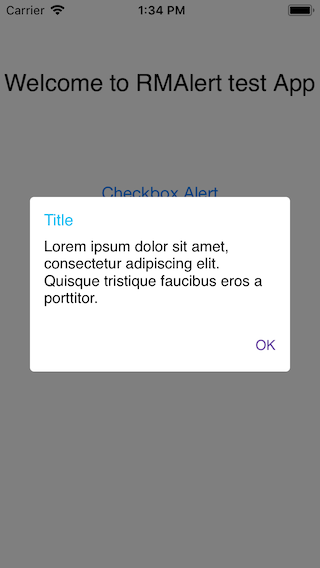 Carrier 1:34 PM
Welcome to RMAlert test App
Checkbox Alert
Title
Lorem ipsum dolor sit amet,
consectetur adipiscing elit.
Quisque tristique faucibus eros a
porttitor.
OK